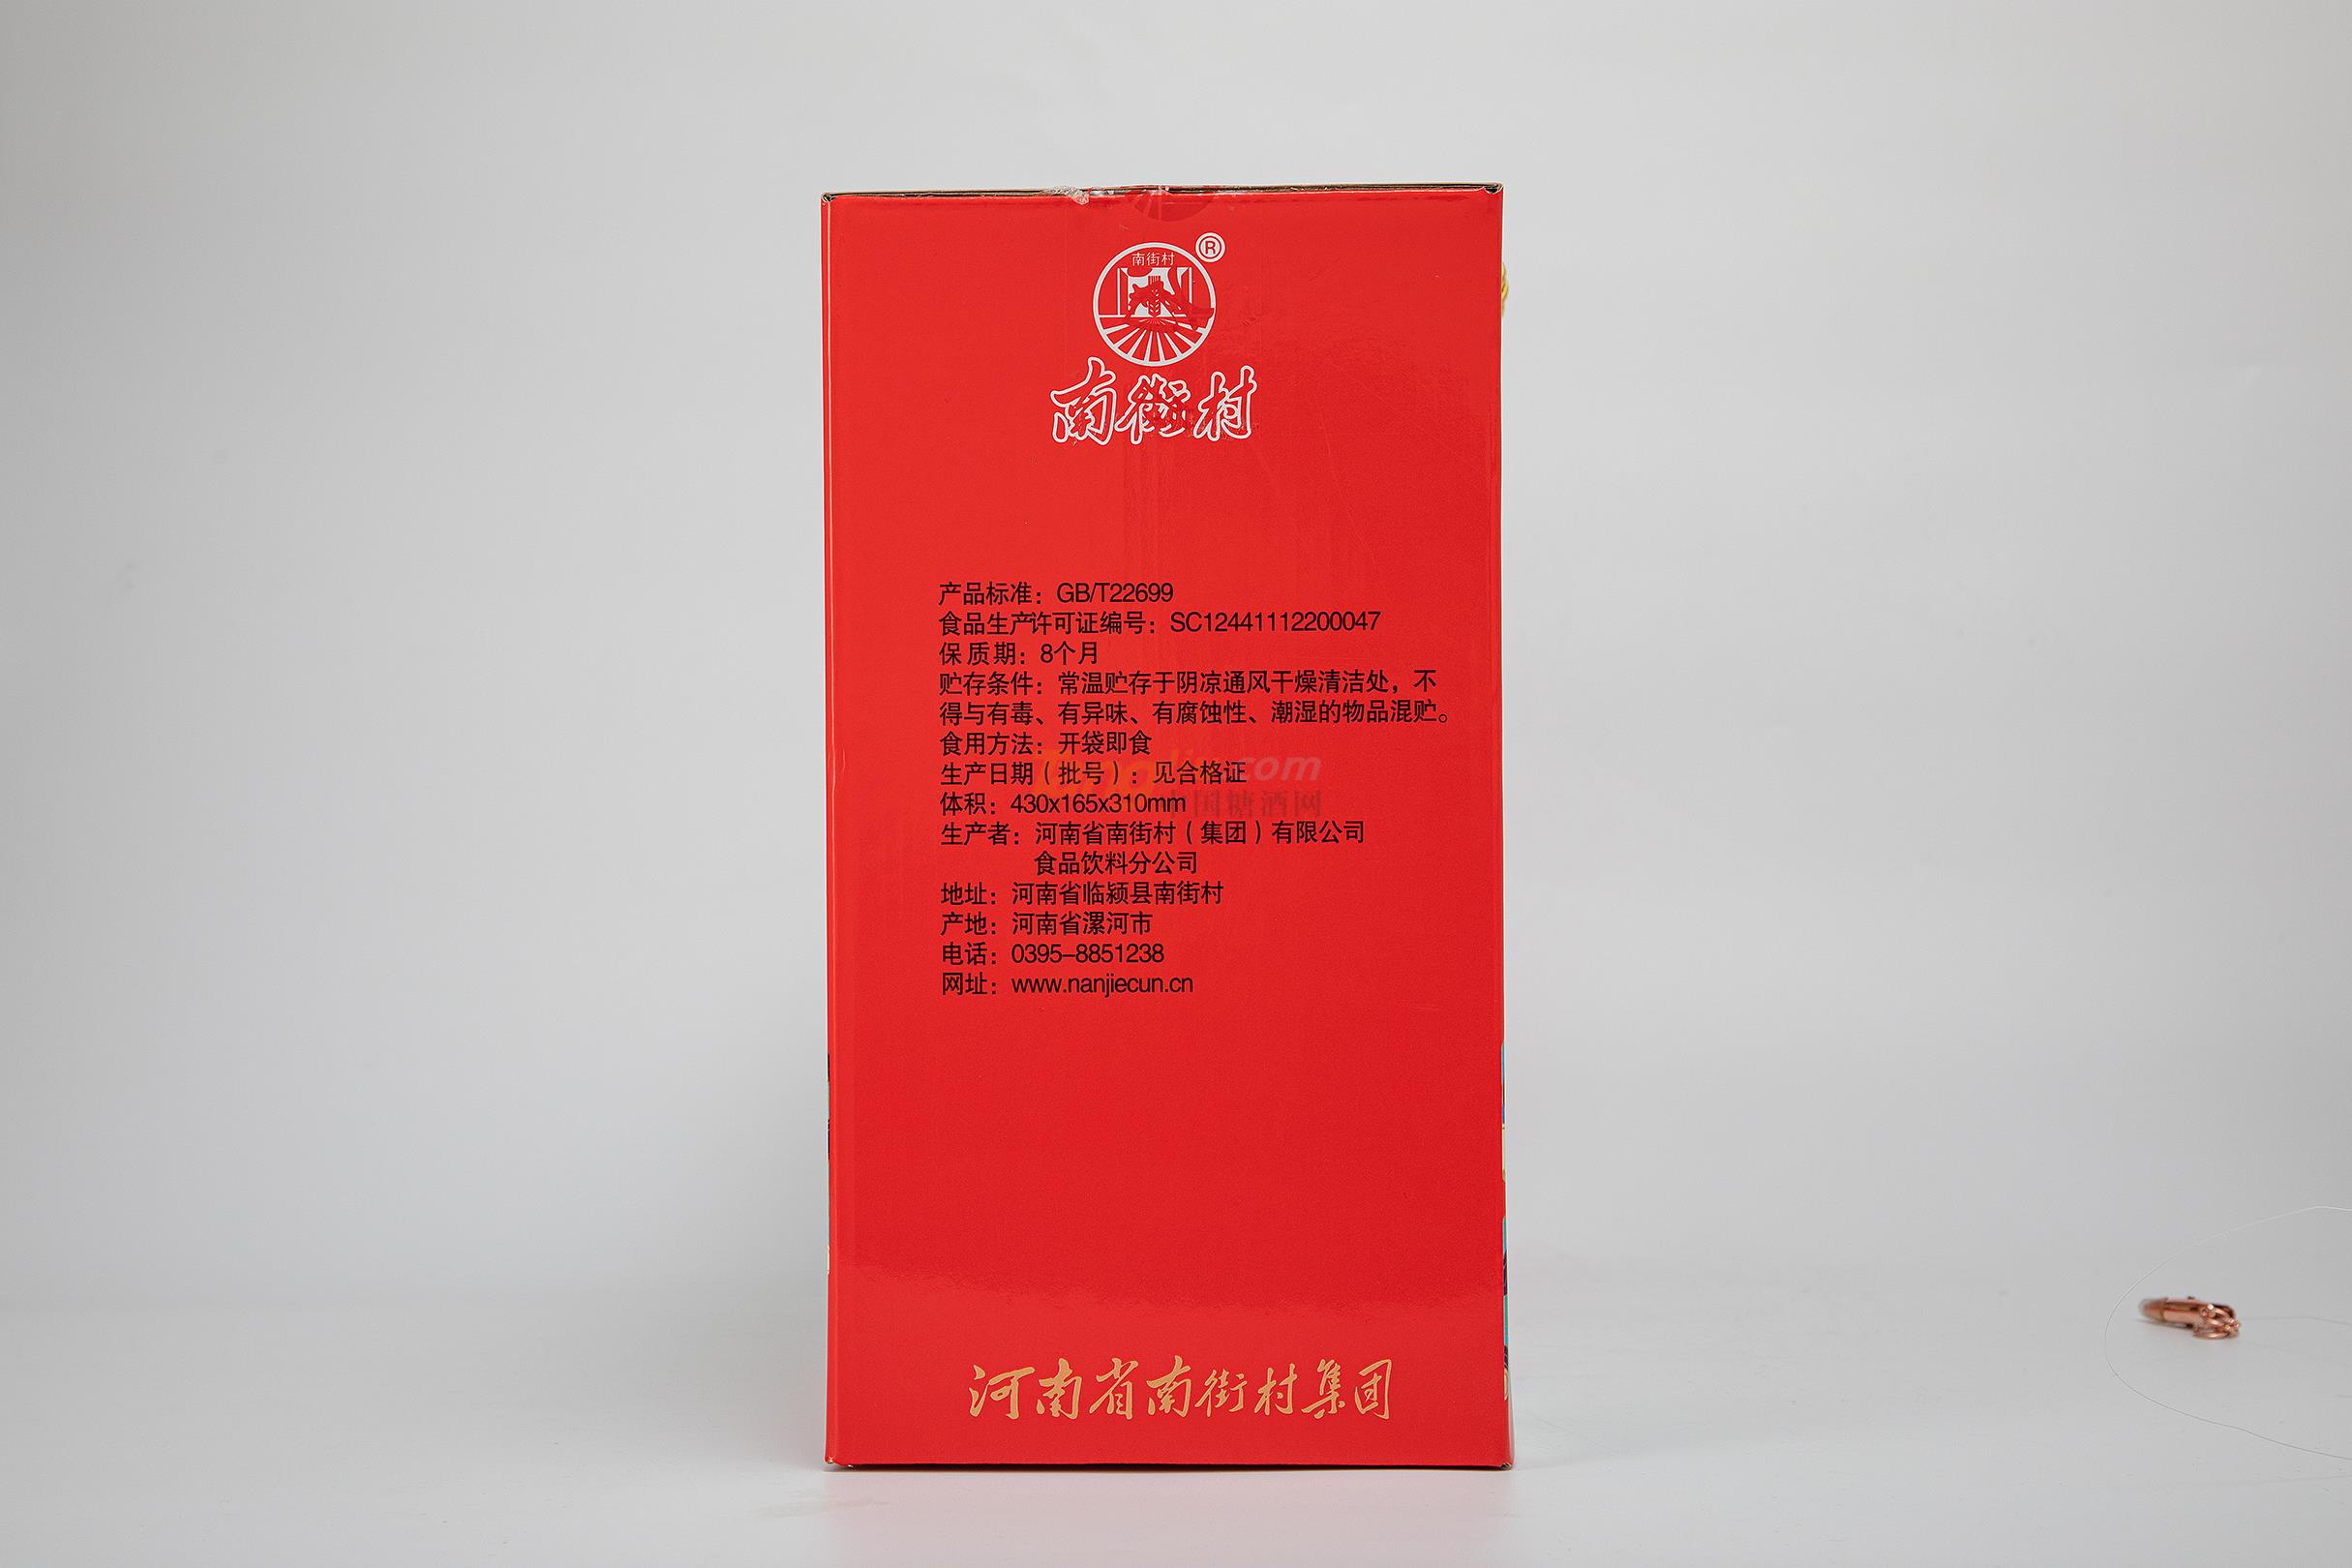 南街村
®
南街村
产品标准：GB/T22699
食品生产许可证编号：SC12441112200047
保质期：8个月
贮存条件：常温贮存于阴凉通风干燥清洁处，不
得与有毒、有异味、有腐蚀性、潮湿的物品混贮。
食用方法：开袋即食
生产日期（批号）：见合格证
体积：430x165x310mm
生产者：河南省南街村（集团）有限公司
食品饮料分公司
地址：河南省临颍县南街村
产地：河南省漯河市
电话：0395-8851238
网址：www.nanjiecun.cn
.com
中国糖酒网
河南省南街村集团